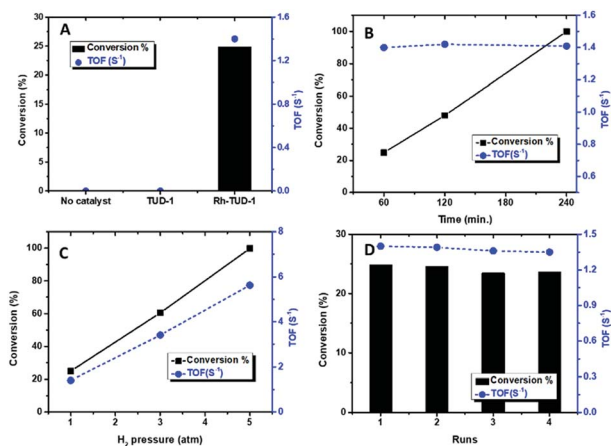 A
Conversion %
TOF (S⁻¹)
Conversion (%)
30
25
20
15
10
5
0
1.6
1.2
0.8
0.4
0.0
TOF (S⁻¹)
No catalyst TUD-1 Rh-TUD-1
B
Conversion (%)
100
80
60
40
20
0
1.6
1.4
1.2
1.0
0.8
0.6
TOF (S⁻¹)
Conversion %
TOF(S⁻¹)
60 120 180 240
Time (min.)
C
Conversion (%)
100
80
60
40
20
0
8
6
4
2
0
TOF (S⁻¹)
Conversion %
TOF(S⁻¹)
1 2 3 4 5
H₂ pressure (atm)
D
Conversion (%)
30
20
10
0
1.5
1.2
0.9
0.6
0.3
0.0
TOF (S⁻¹)
Conversion %
TOF(S⁻¹)
1 2 3 4
Runs